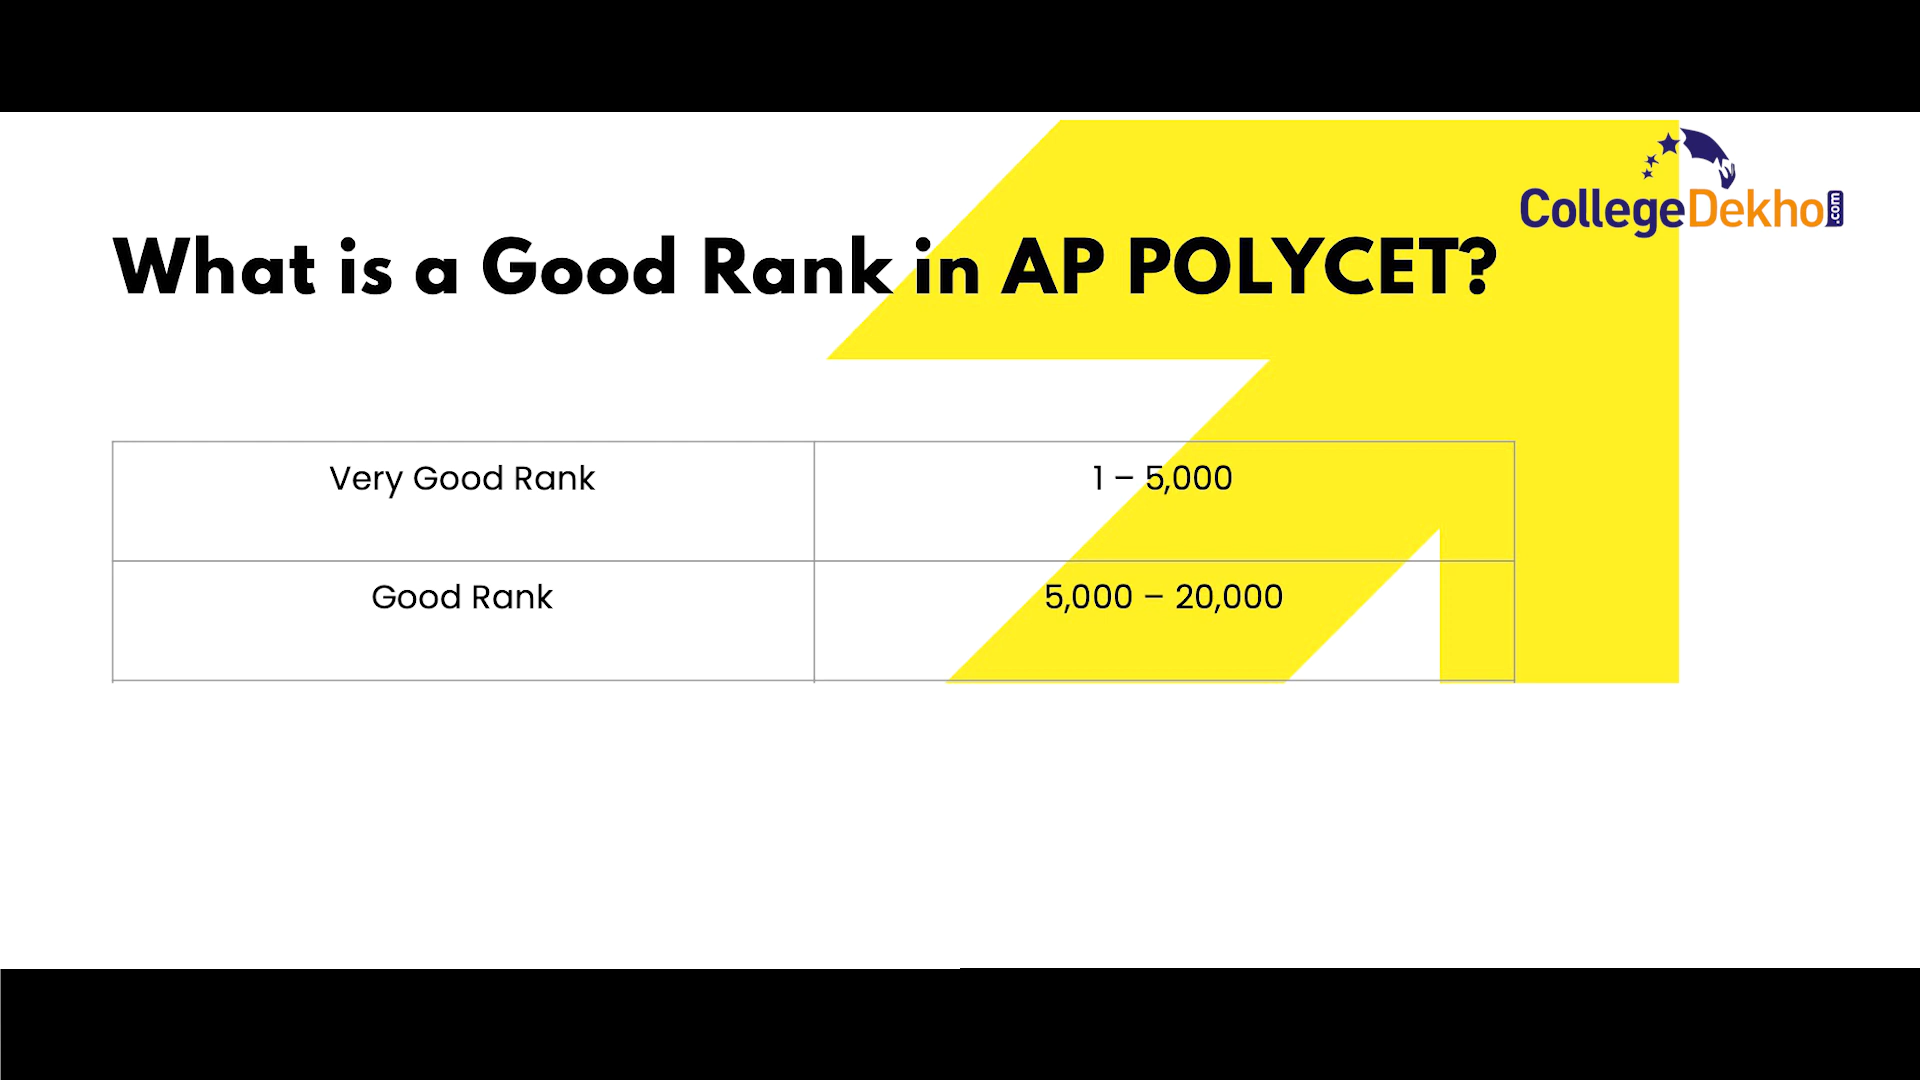 CollegeDekho.com
What is a Good Rank in AP POLYCET?
Very Good Rank 1 – 5,000
Good Rank 5,000 – 20,000